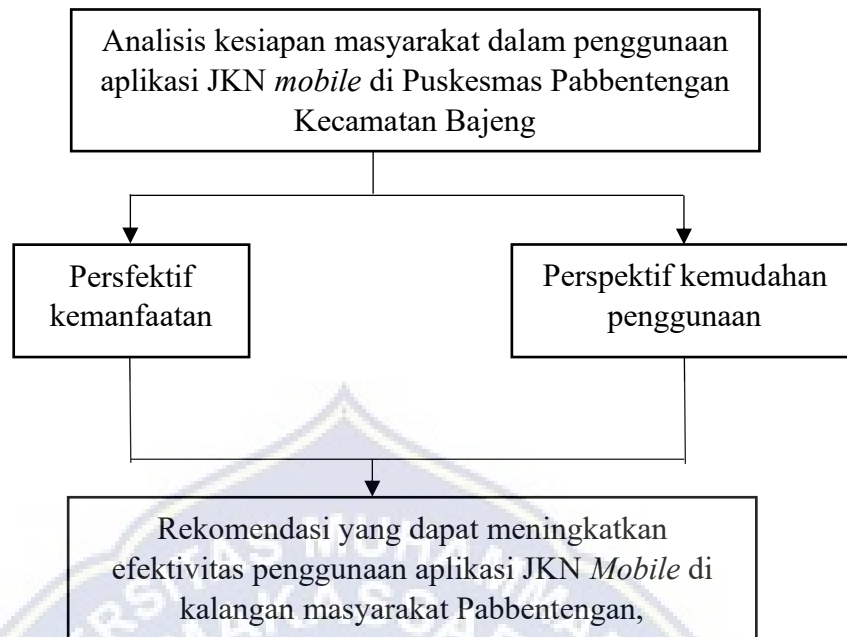 Analisis kesiapan masyarakat dalam penggunaan
aplikasi JKN mobile di Puskesmas Pabbentengan
Kecamatan Bajeng
Persfektif
kemanfaatan
Perspektif kemudahan
penggunaan
Rekomendasi yang dapat meningkatkan
efektivitas penggunaan aplikasi JKN Mobile di
kalangan masyarakat Pabbentengan,